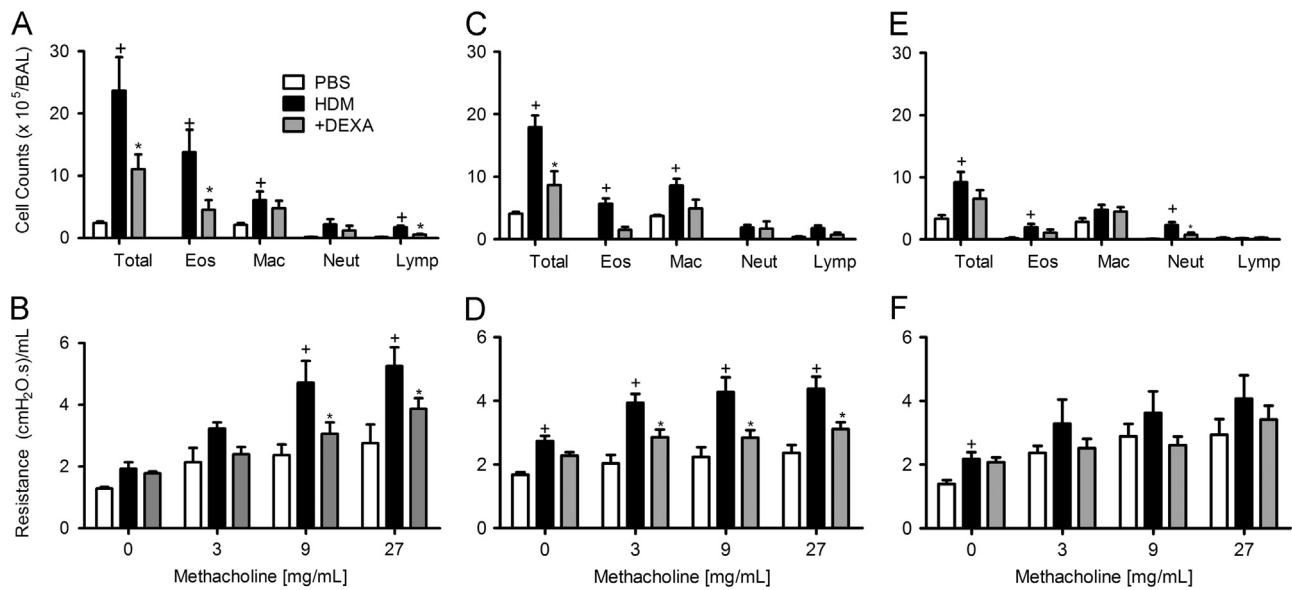 A
Cell Counts (x 10⁵/BAL)
30
20
10
0
+
*
+
*
+
+
*
PBS
HDM
+DEXA
Total Eos Mac Neut Lymp
C
30
20
10
0
+
*
+
+
Total Eos Mac Neut Lymp
E
30
20
10
0
+
+
+
*
Total Eos Mac Neut Lymp
B
Resistance (cmH₂O.s)/mL
6
4
2
0
+
*
+
*
0 3 9 27
Methacholine [mg/mL]
D
6
4
2
0
+
+
*
+
*
+
*
0 3 9 27
Methacholine [mg/mL]
F
6
4
2
0
+
0 3 9 27
Methacholine [mg/mL]